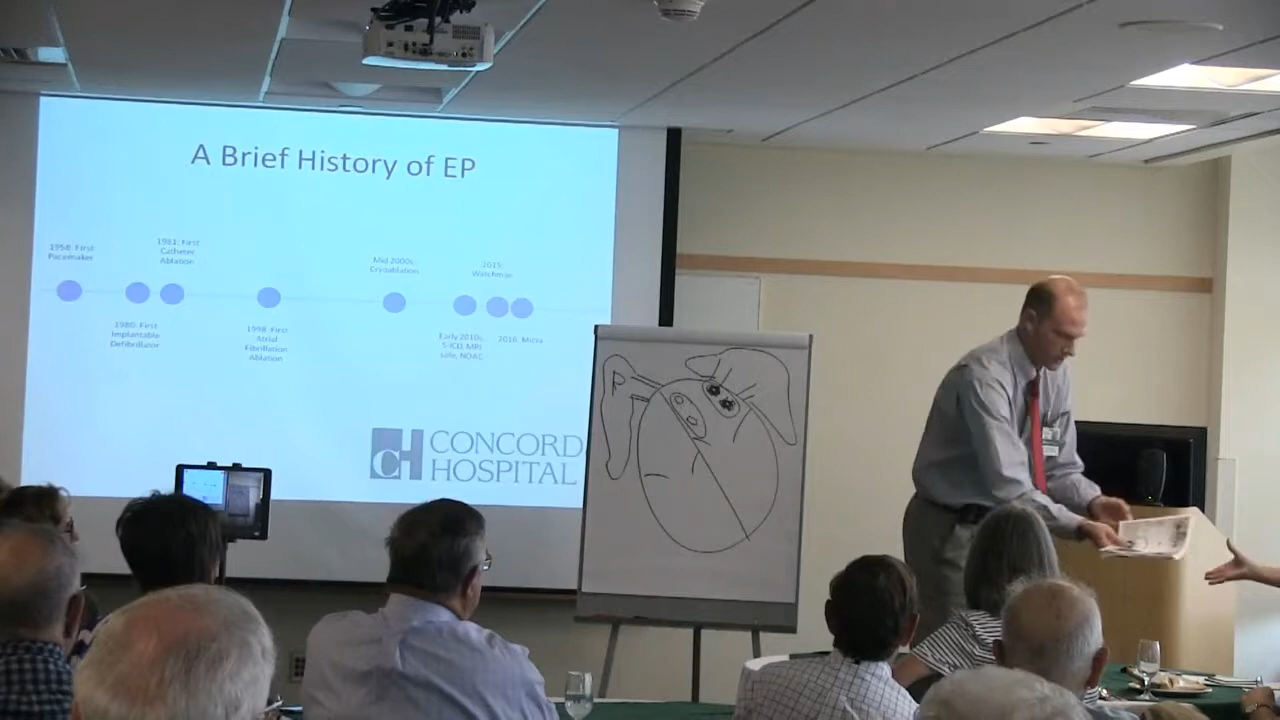 A Brief History of EP
1958: First
Pacemaker
1981: First
Catheter
Ablation
Mid 2000s:
Cryoablation
2015:
Watchman
1980: First
Implantable
Defibrillator
1998: First
Atrial
Fibrillation
Ablation
Early 2010s:
S-ICD, MRI
safe, NOAC
2016: Micra
CH
CONCORD
HOSPITAL
P